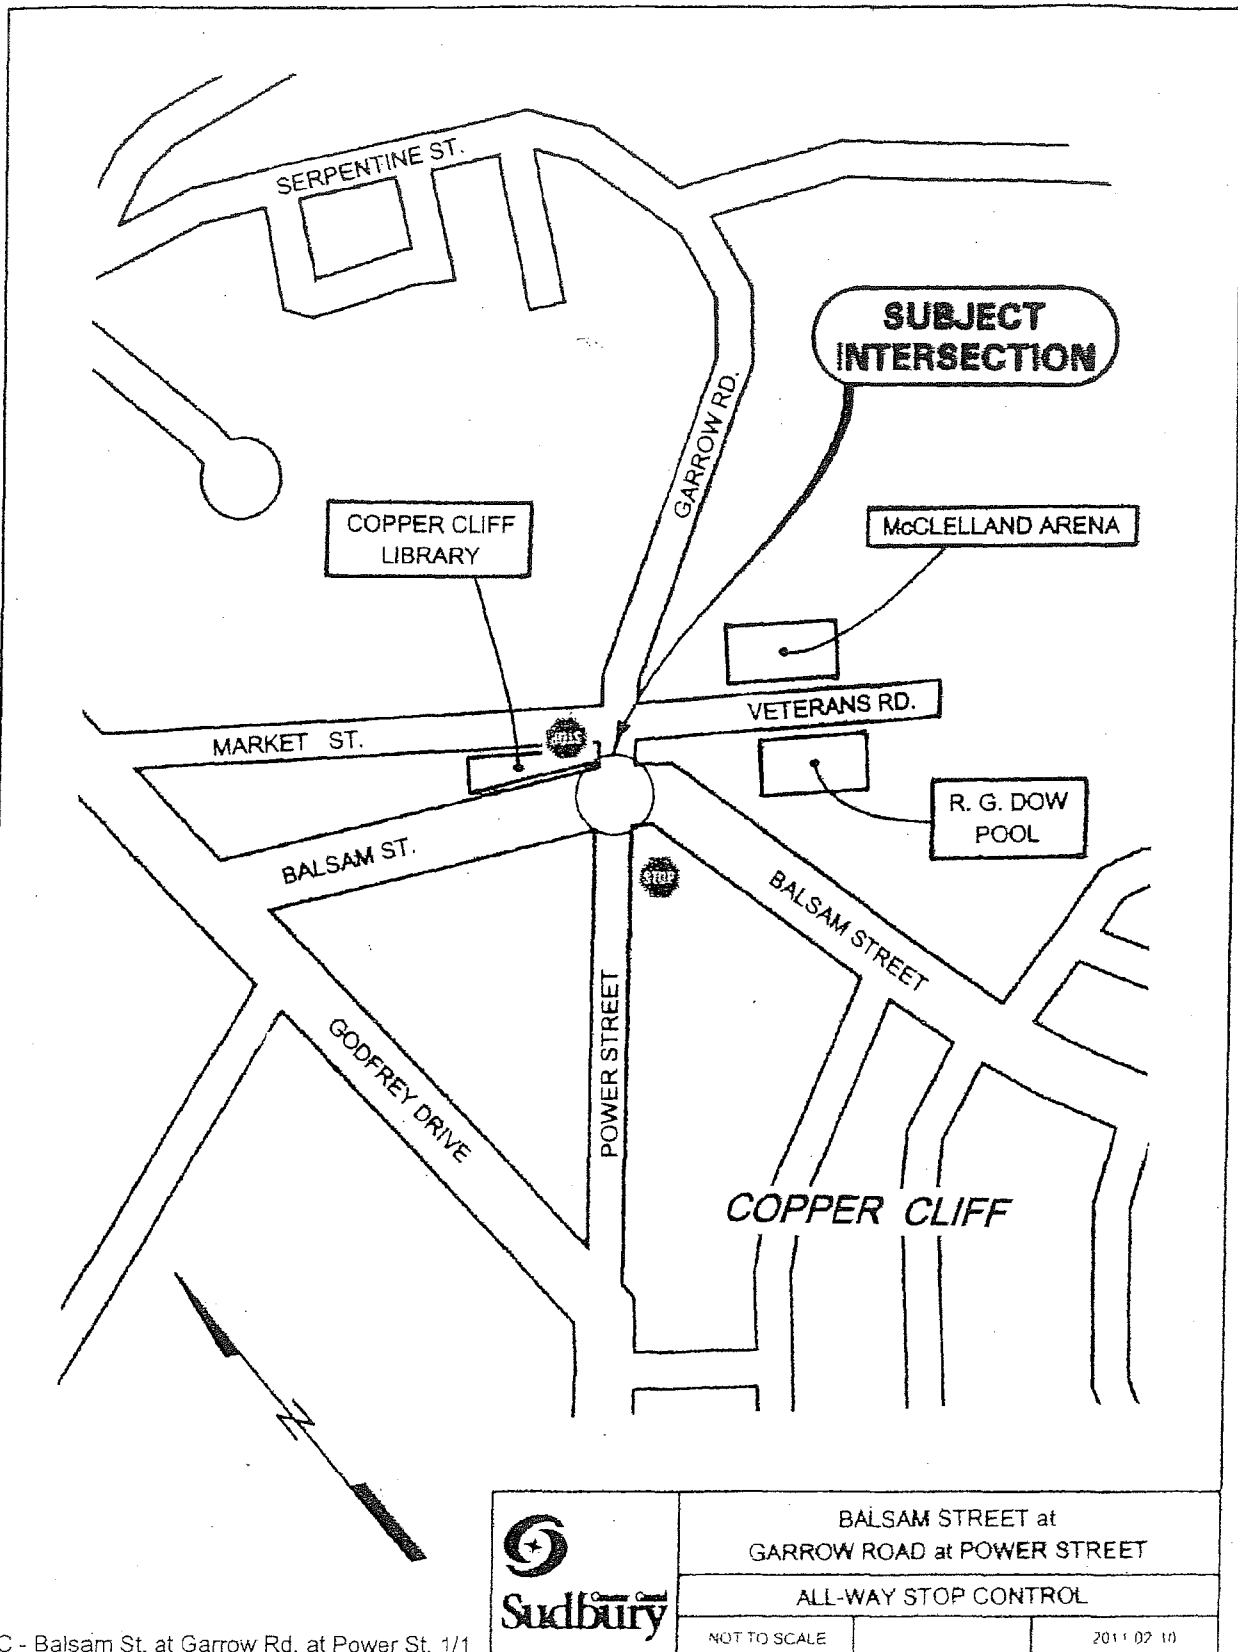 SERPENTINE ST.
SUBJECT
INTERSECTION
GARROW RD.
COPPER CLIFF
LIBRARY
McCLELLAND ARENA
VETERANS RD.
MARKET ST.
R. G. DOW
POOL
BALSAM ST.
STOP
BALSAM STREET
POWER STREET
GODFREY DRIVE
COPPER CLIFF
N
BALSAM STREET at
GARROW ROAD at POWER STREET
ALL-WAY STOP CONTROL
Sudbury
NOT TO SCALE
2011 02 10
C - Balsam St. at Garrow Rd. at Power St. 1/1